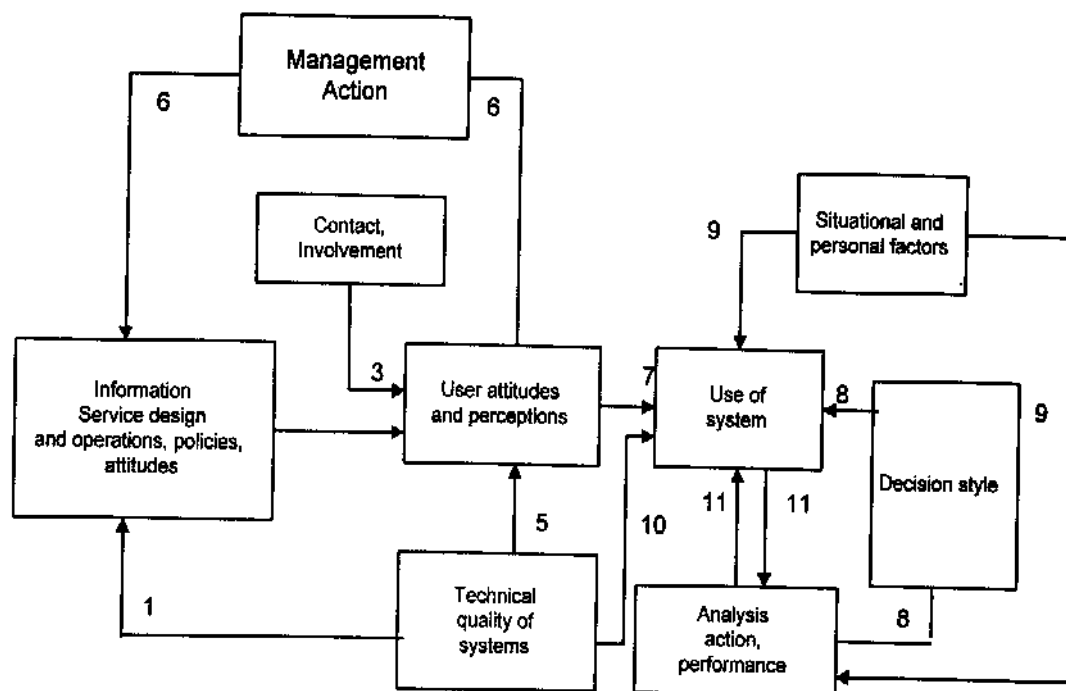 Management
Action
6
6
Contact,
Involvement
Situational and
personal factors
9
Information
Service design
and operations, policies,
attitudes
3
User attitudes
and perceptions
7
Use of
system
8
9
Decision style
5
10
11
11
1
Technical
quality of
systems
Analysis
action,
performance
8